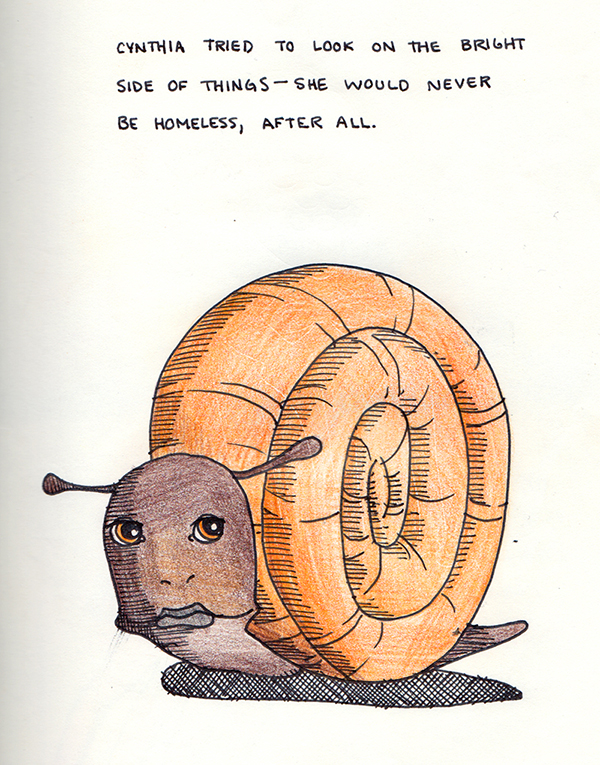 CYNTHIA TRIED TO LOOK ON THE BRIGHT
SIDE OF THINGS—SHE WOULD NEVER
BE HOMELESS, AFTER ALL.